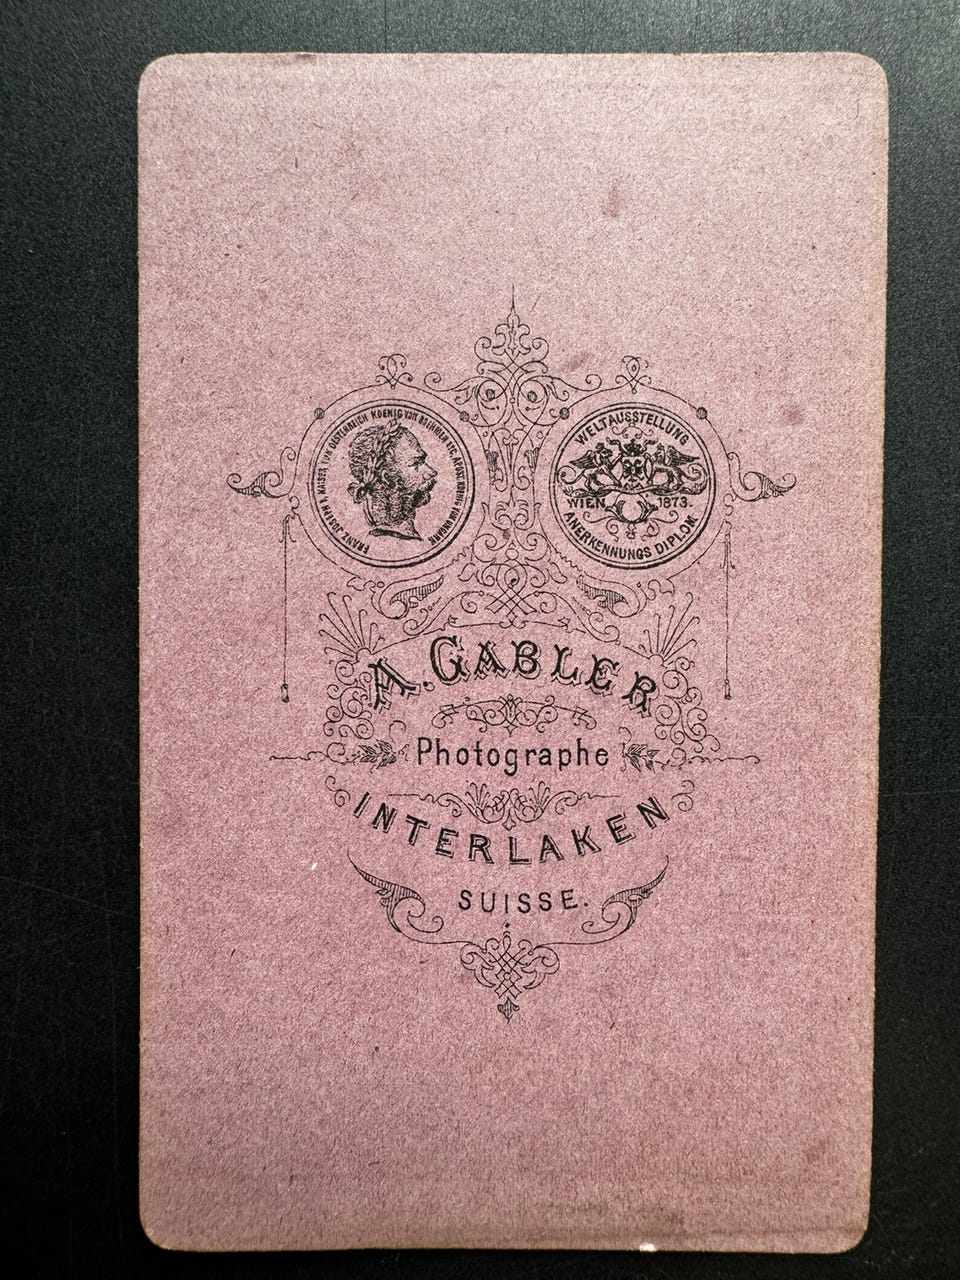 FRANZ JOSEPH I. KAISER VON OESTERREICH KOENIG VON BOEHMEN ETC. APOST. KOENIG VON UNGARN
WELTAUSSTELLUNG
WIEN 1873.
ANERKENNUNGS DIPLOM.
A. GABLER
Photographe
INTERLAKEN
SUISSE.